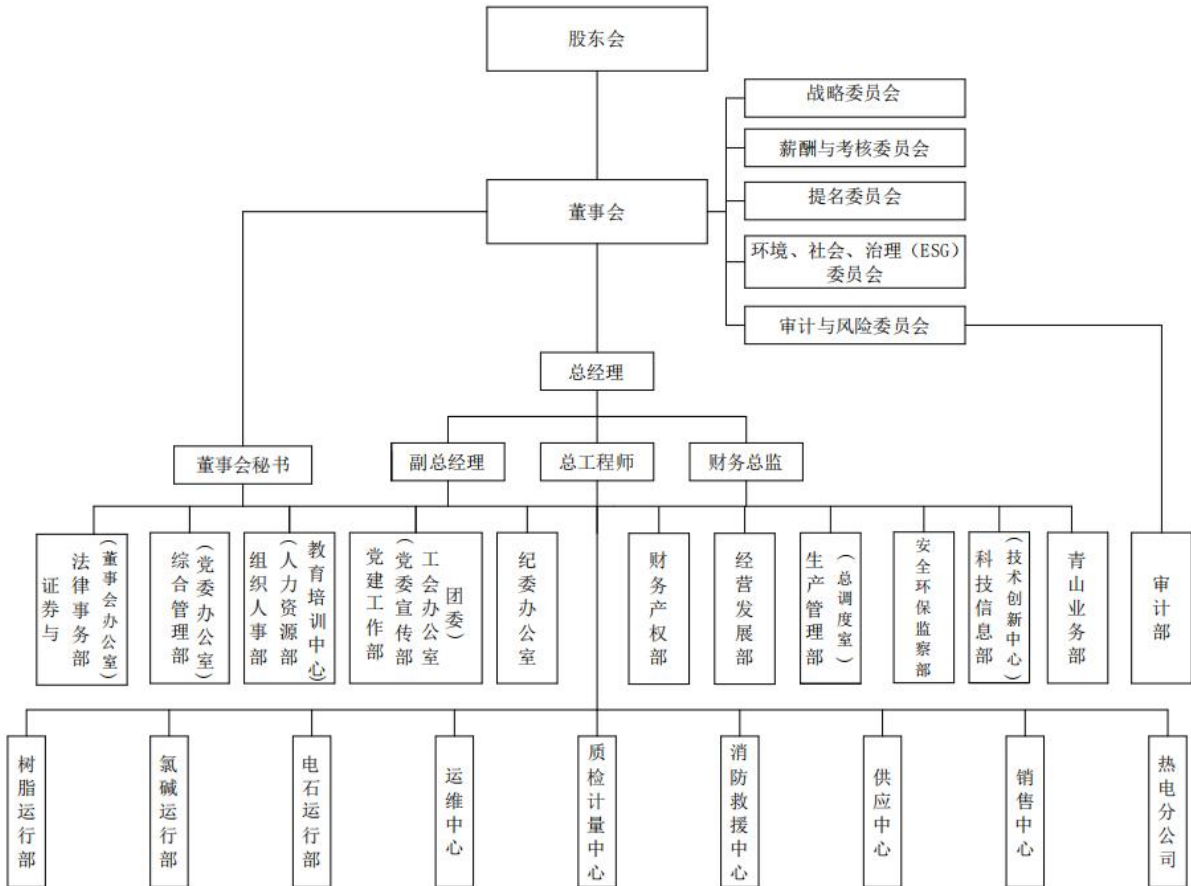 股东会
战略委员会
薪酬与考核委员会
提名委员会
董事会
环境、社会、治理（ESG）
委员会
审计与风险委员会
总经理
董事会秘书
副总经理
总工程师
财务总监
证券与
法律事务部
（董事会办公室）
综合管理部
（党委办公室）
组织人事部
（人力资源部
教育培训中心）
党建工作部
（党委宣传部
工会办公室
团委）
纪委办公室
财务产权部
经营发展部
生产管理部
（总调度室）
安全环保监察部
科技信息部
（技术创新中心）
青山业务部
审计部
树脂运行部
氯碱运行部
电石运行部
运维中心
质检计量中心
消防救援中心
供应中心
销售中心
热电分公司